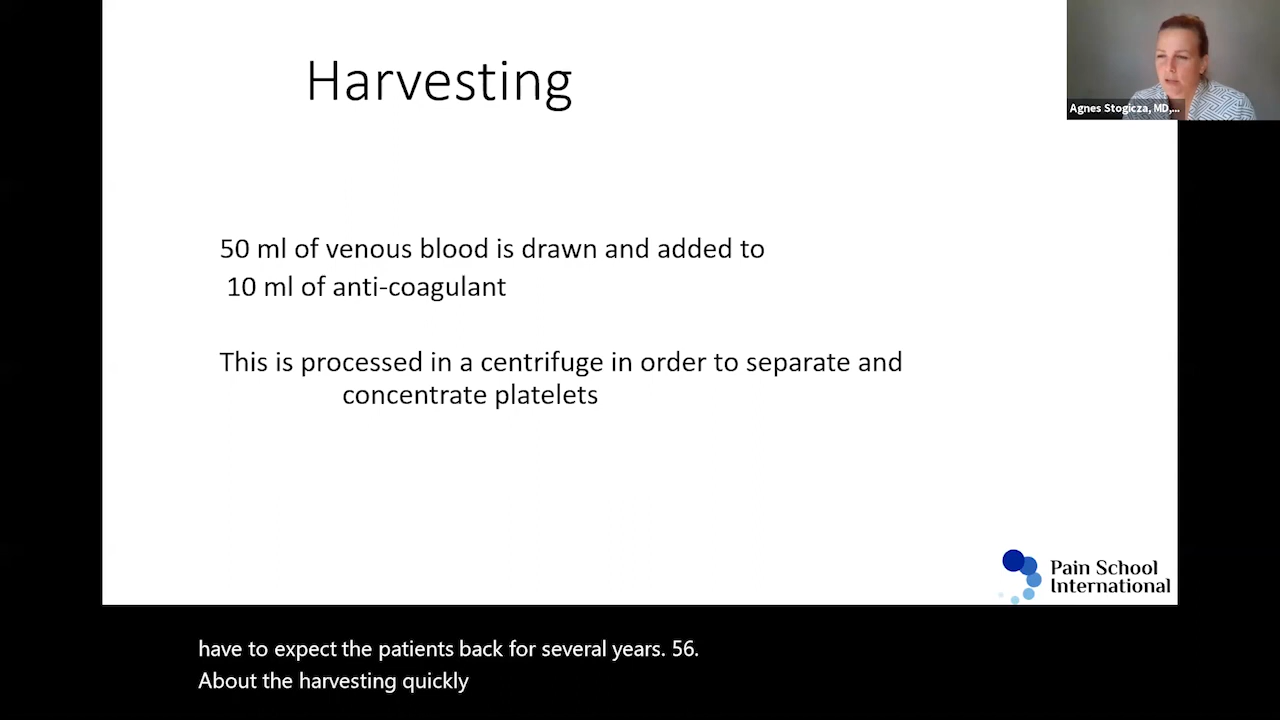 Harvesting
Agnes Stogicza, MD,...
50 ml of venous blood is drawn and added to
10 ml of anti-coagulant
This is processed in a centrifuge in order to separate and
concentrate platelets
Pain School
International
have to expect the patients back for several years. 56.
About the harvesting quickly